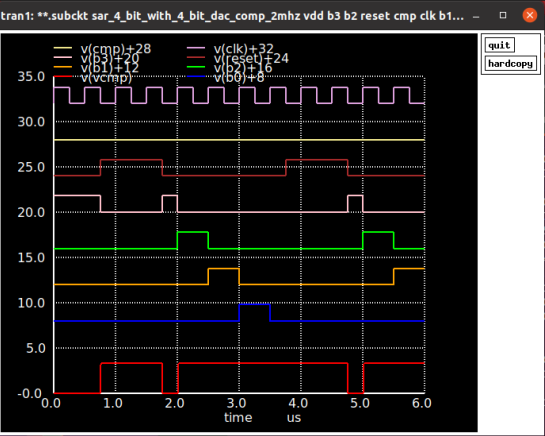 tran1: **.subckt sar_4_bit_with_4_bit_dac_comp_2mhz vdd b3 b2 reset cmp clk b1...
quit
hardcopy
v(cmp)+28 v(clk)+32
v(b3)+20 v(reset)+24
v(b1)+12 v(b2)+16
v(vcmp) v(b0)+8
35.0
30.0
25.0
20.0
15.0
10.0
5.0
-0.0
0.0 1.0 2.0 3.0 4.0 5.0 6.0
time us